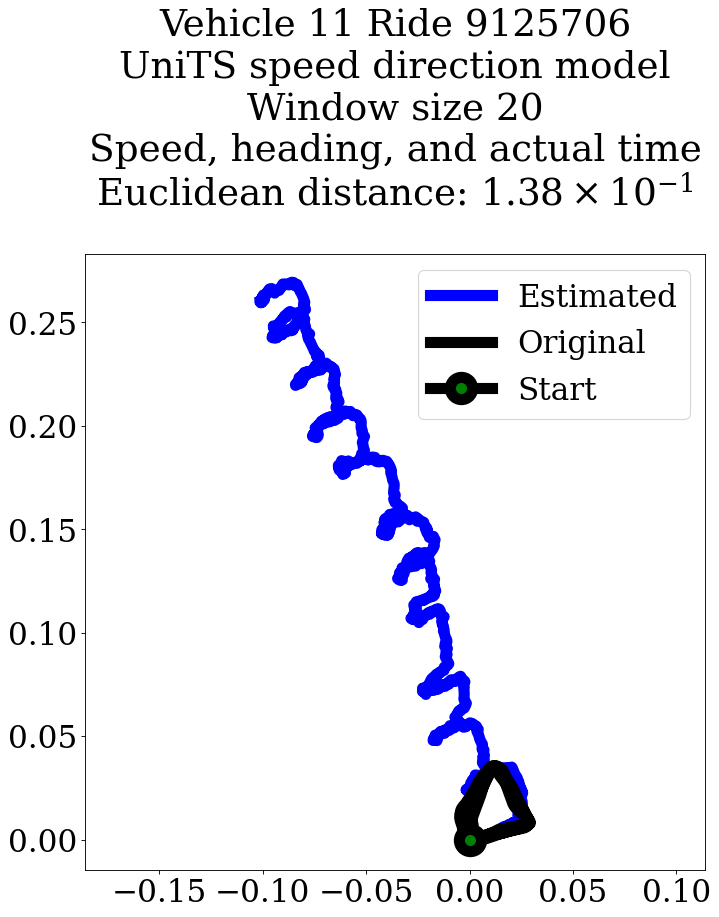 Vehicle 11 Ride 9125706
UniTS speed direction model
Window size 20
Speed, heading, and actual time
Euclidean distance: 1.38 × 10⁻¹
Estimated
Original
Start
0.25
0.20
0.15
0.10
0.05
0.00
−0.15 −0.10 −0.05 0.00 0.05 0.10